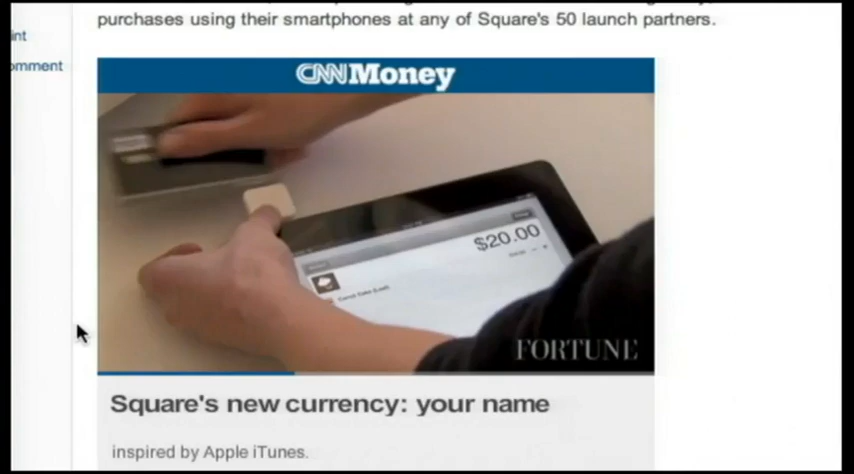 purchases using their smartphones at any of Square's 50 launch partners.
omment
CNNMoney
$20.00
FORTUNE
Square's new currency: your name
inspired by Apple iTunes.